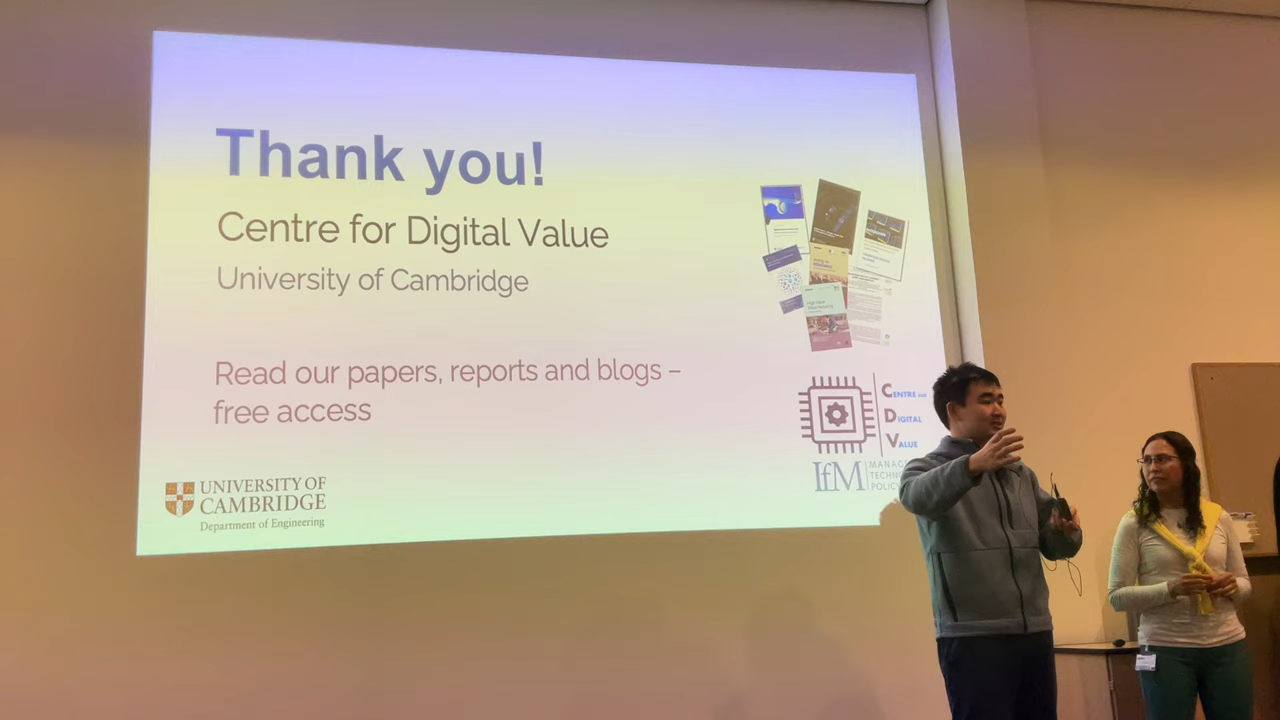 Thank you!
Centre for Digital Value
University of Cambridge
Read our papers, reports and blogs –
free access
CENTRE FOR
DIGITAL
VALUE
IfM
UNIVERSITY OF
CAMBRIDGE
Department of Engineering